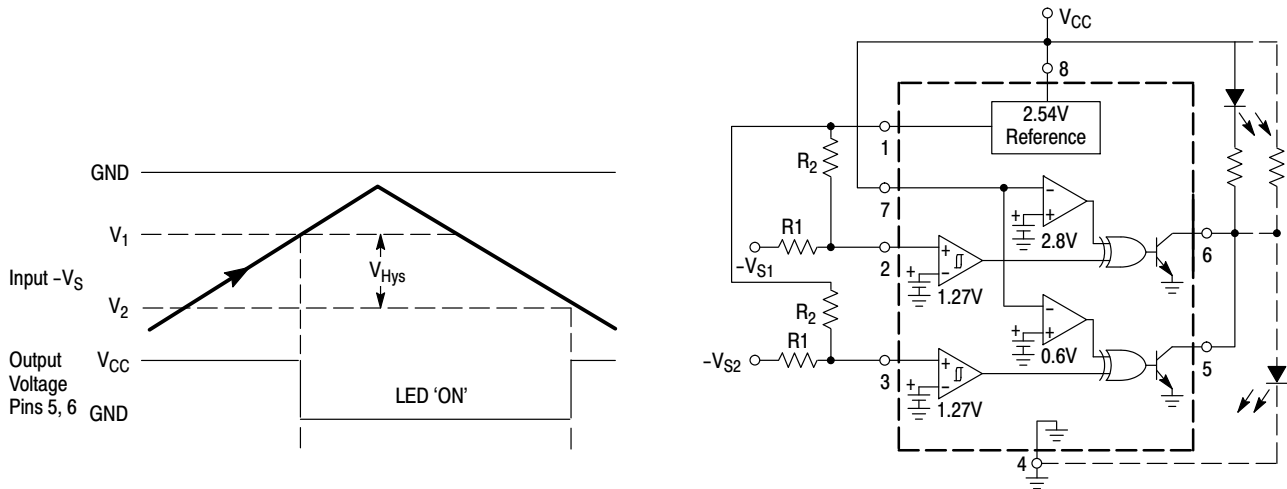 GND
V1
Input –VS
VHys
V2
Output
Voltage
Pins 5, 6
VCC
LED 'ON'
GND
VCC
8
2.54V
Reference
1
R2
7
R1
–VS1
2
+
–
1.27V
–
+
2.8V
6
R2
R1
–VS2
3
+
–
1.27V
–
+
0.6V
5
4